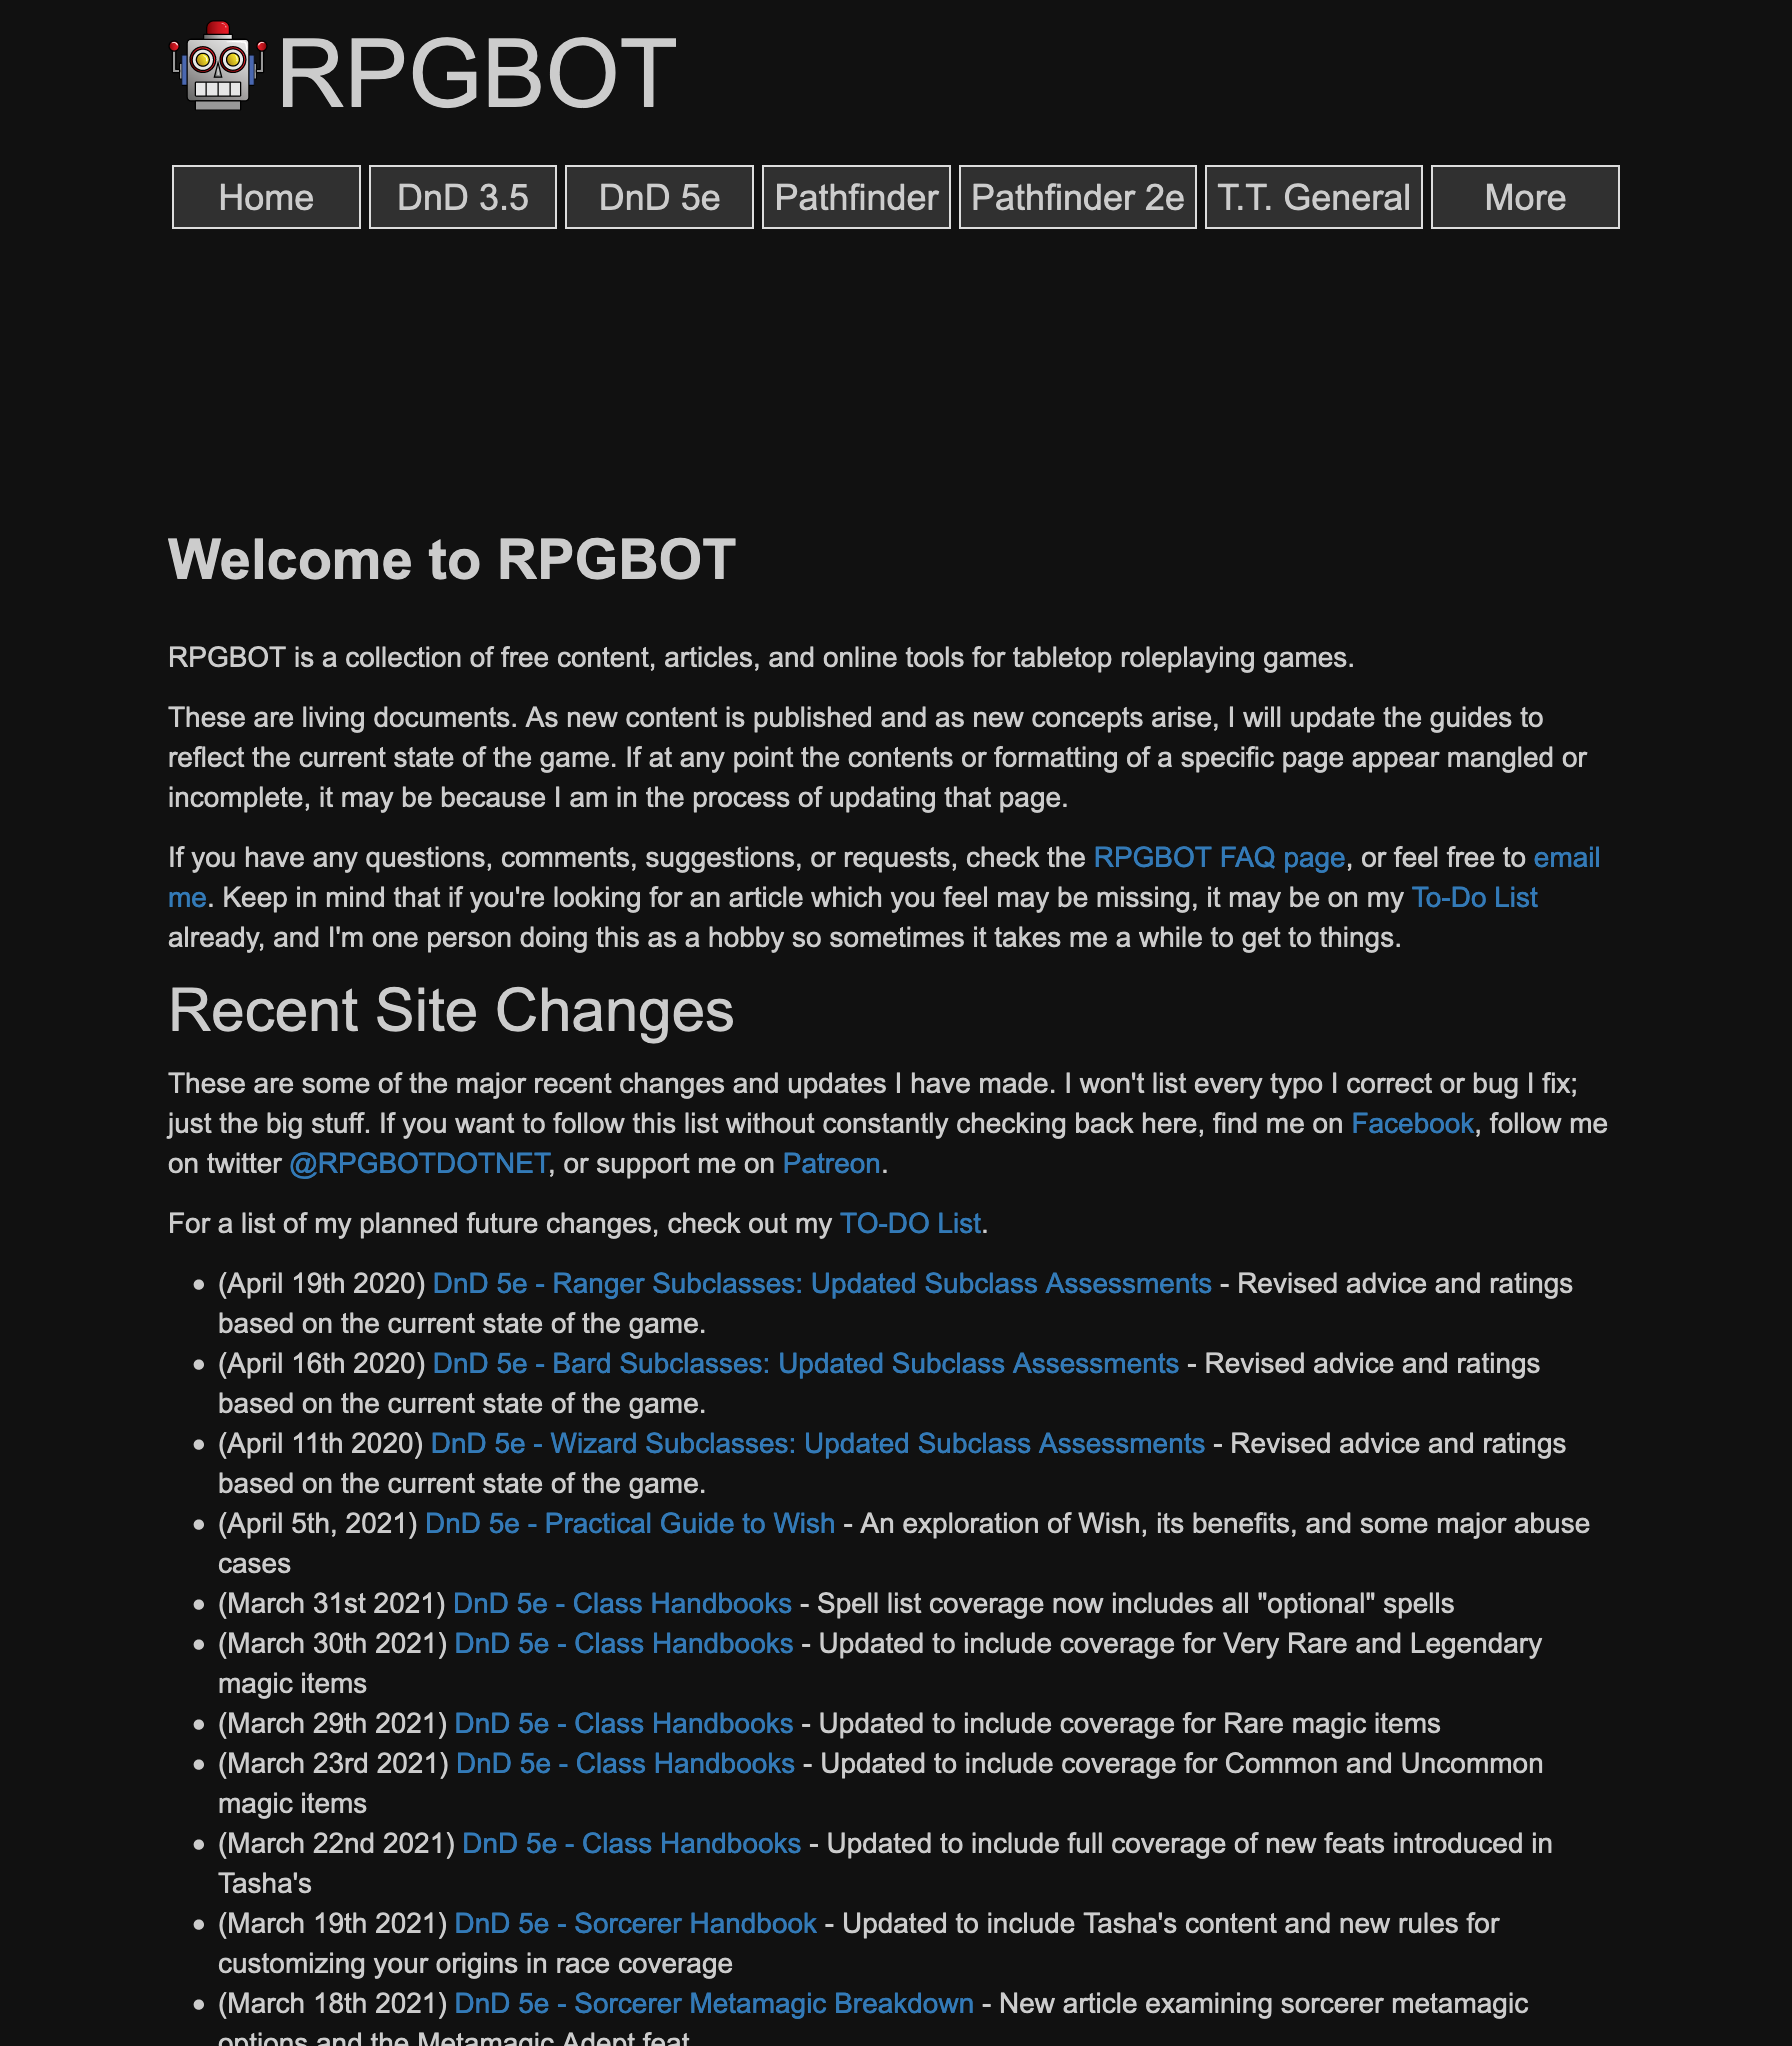 RPGBOT
Home DnD 3.5 DnD 5e Pathfinder Pathfinder 2e T.T. General More
Welcome to RPGBOT
RPGBOT is a collection of free content, articles, and online tools for tabletop roleplaying games.
These are living documents. As new content is published and as new concepts arise, I will update the guides to
reflect the current state of the game. If at any point the contents or formatting of a specific page appear mangled or
incomplete, it may be because I am in the process of updating that page.
If you have any questions, comments, suggestions, or requests, check the RPGBOT FAQ page, or feel free to email
me. Keep in mind that if you're looking for an article which you feel may be missing, it may be on my To-Do List
already, and I'm one person doing this as a hobby so sometimes it takes me a while to get to things.
Recent Site Changes
These are some of the major recent changes and updates I have made. I won't list every typo I correct or bug I fix;
just the big stuff. If you want to follow this list without constantly checking back here, find me on Facebook, follow me
on twitter @RPGBOTDOTNET, or support me on Patreon.
For a list of my planned future changes, check out my TO-DO List.
• (April 19th 2020) DnD 5e - Ranger Subclasses: Updated Subclass Assessments - Revised advice and ratings
based on the current state of the game.
• (April 16th 2020) DnD 5e - Bard Subclasses: Updated Subclass Assessments - Revised advice and ratings
based on the current state of the game.
• (April 11th 2020) DnD 5e - Wizard Subclasses: Updated Subclass Assessments - Revised advice and ratings
based on the current state of the game.
• (April 5th, 2021) DnD 5e - Practical Guide to Wish - An exploration of Wish, its benefits, and some major abuse
cases
• (March 31st 2021) DnD 5e - Class Handbooks - Spell list coverage now includes all "optional" spells
• (March 30th 2021) DnD 5e - Class Handbooks - Updated to include coverage for Very Rare and Legendary
magic items
• (March 29th 2021) DnD 5e - Class Handbooks - Updated to include coverage for Rare magic items
• (March 23rd 2021) DnD 5e - Class Handbooks - Updated to include coverage for Common and Uncommon
magic items
• (March 22nd 2021) DnD 5e - Class Handbooks - Updated to include full coverage of new feats introduced in
Tasha's
• (March 19th 2021) DnD 5e - Sorcerer Handbook - Updated to include Tasha's content and new rules for
customizing your origins in race coverage
• (March 18th 2021) DnD 5e - Sorcerer Metamagic Breakdown - New article examining sorcerer metamagic
options and the Metamagic Adept feat